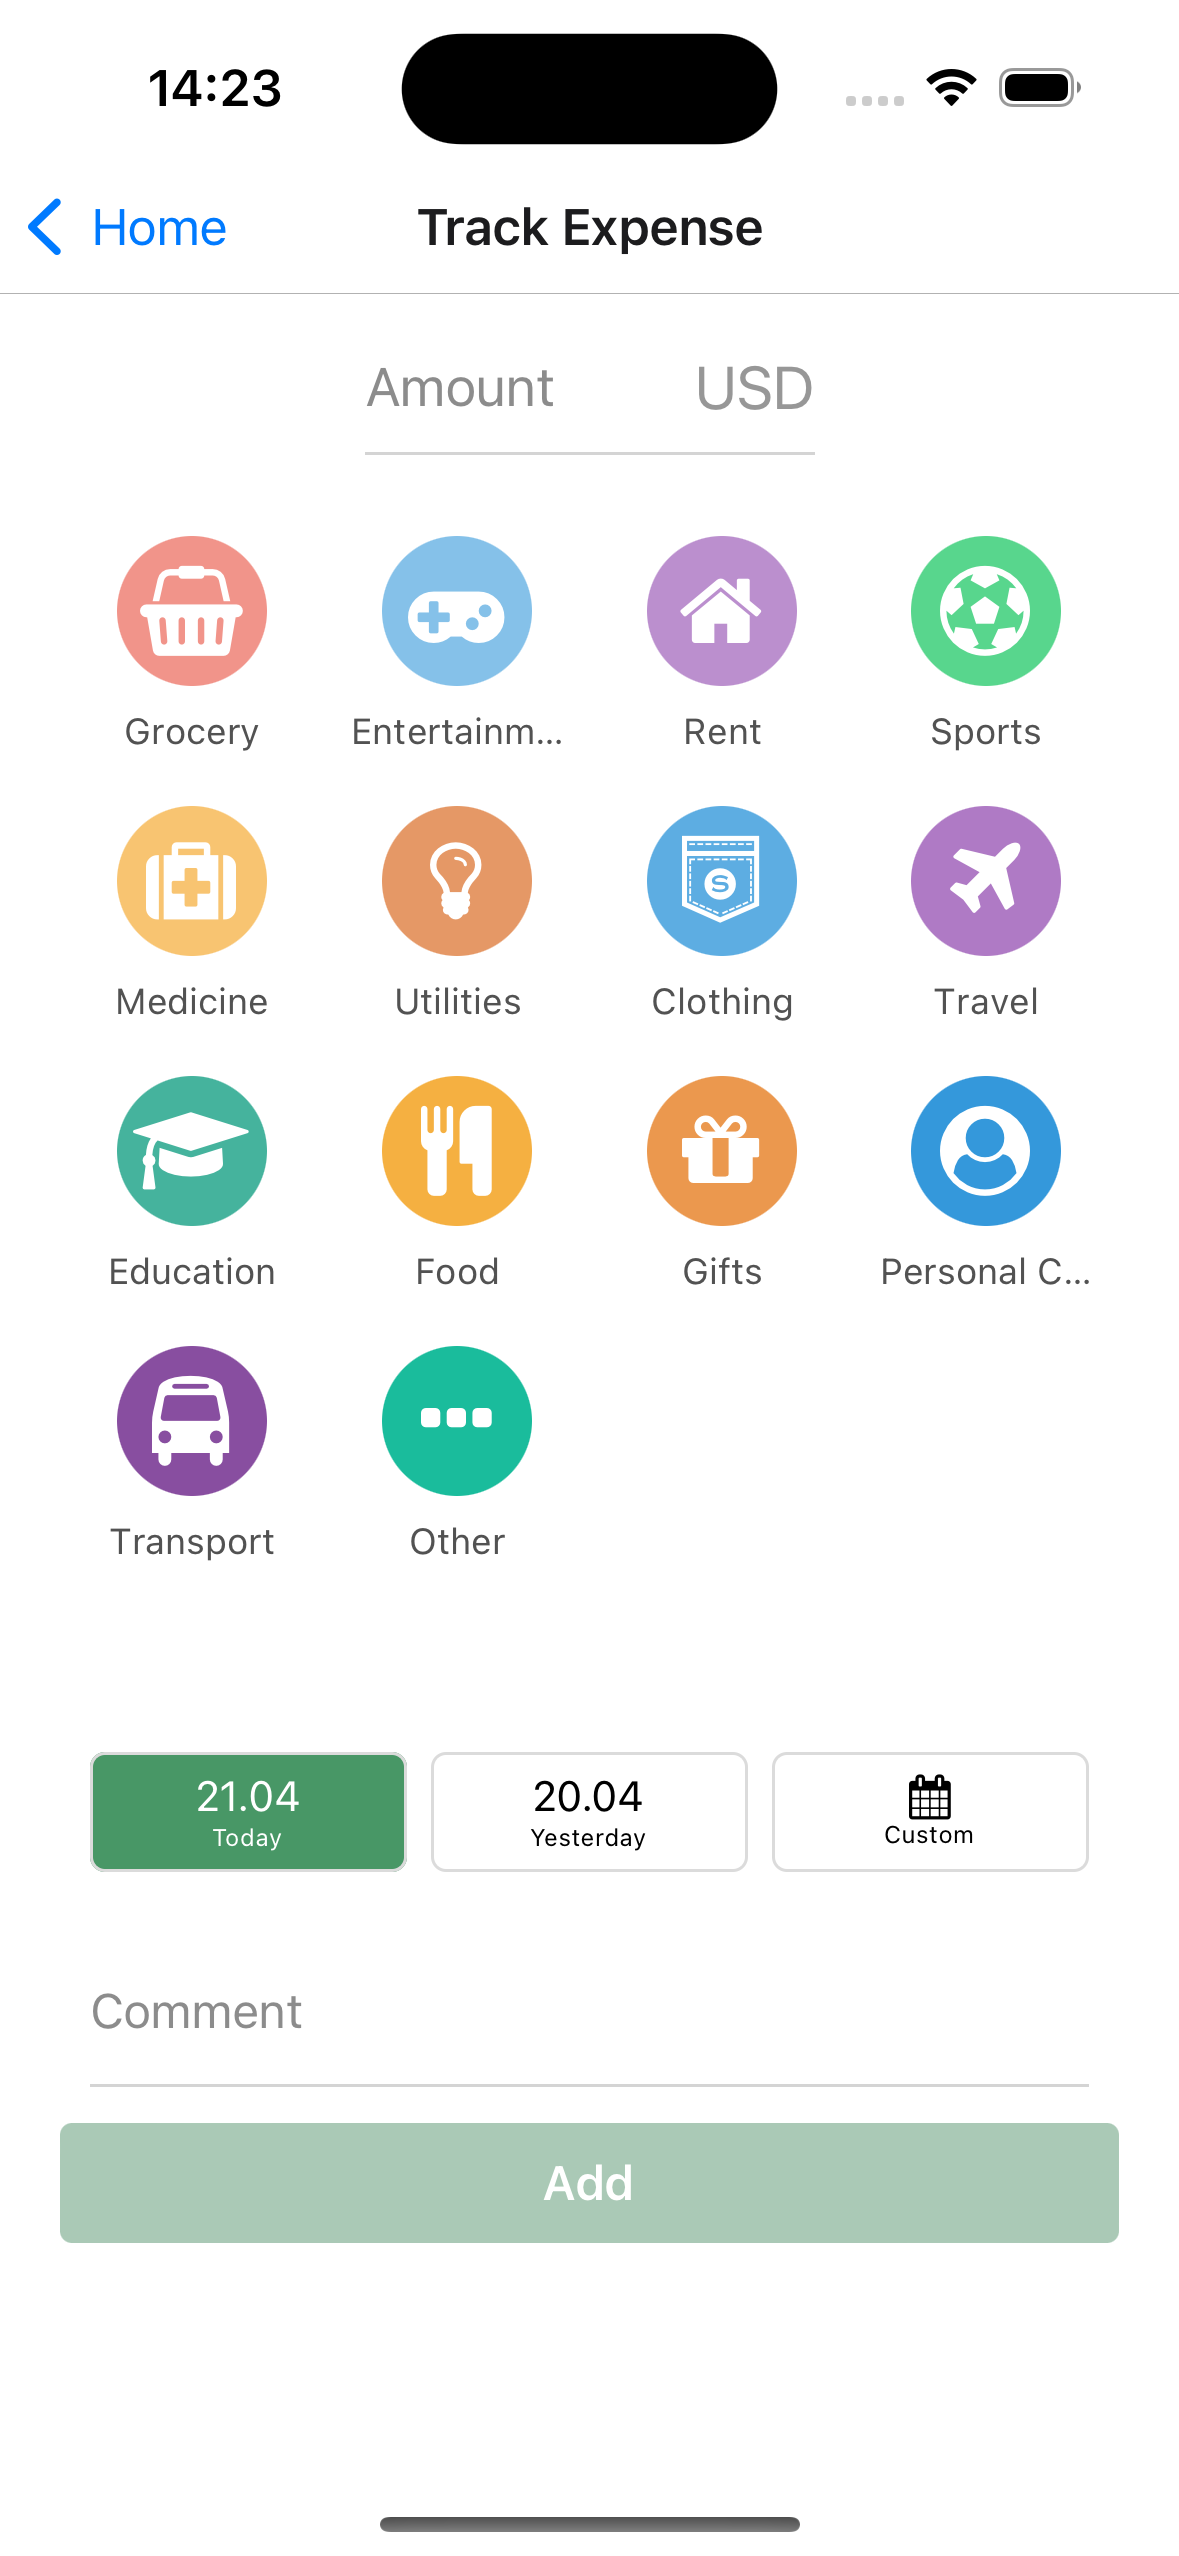 14:23
Home
Track Expense
Amount USD
Grocery Entertainm... Rent Sports
Medicine Utilities Clothing Travel
S
Education Food Gifts Personal C...
Transport Other
21.04 20.04
Today Yesterday Custom
Comment
Add